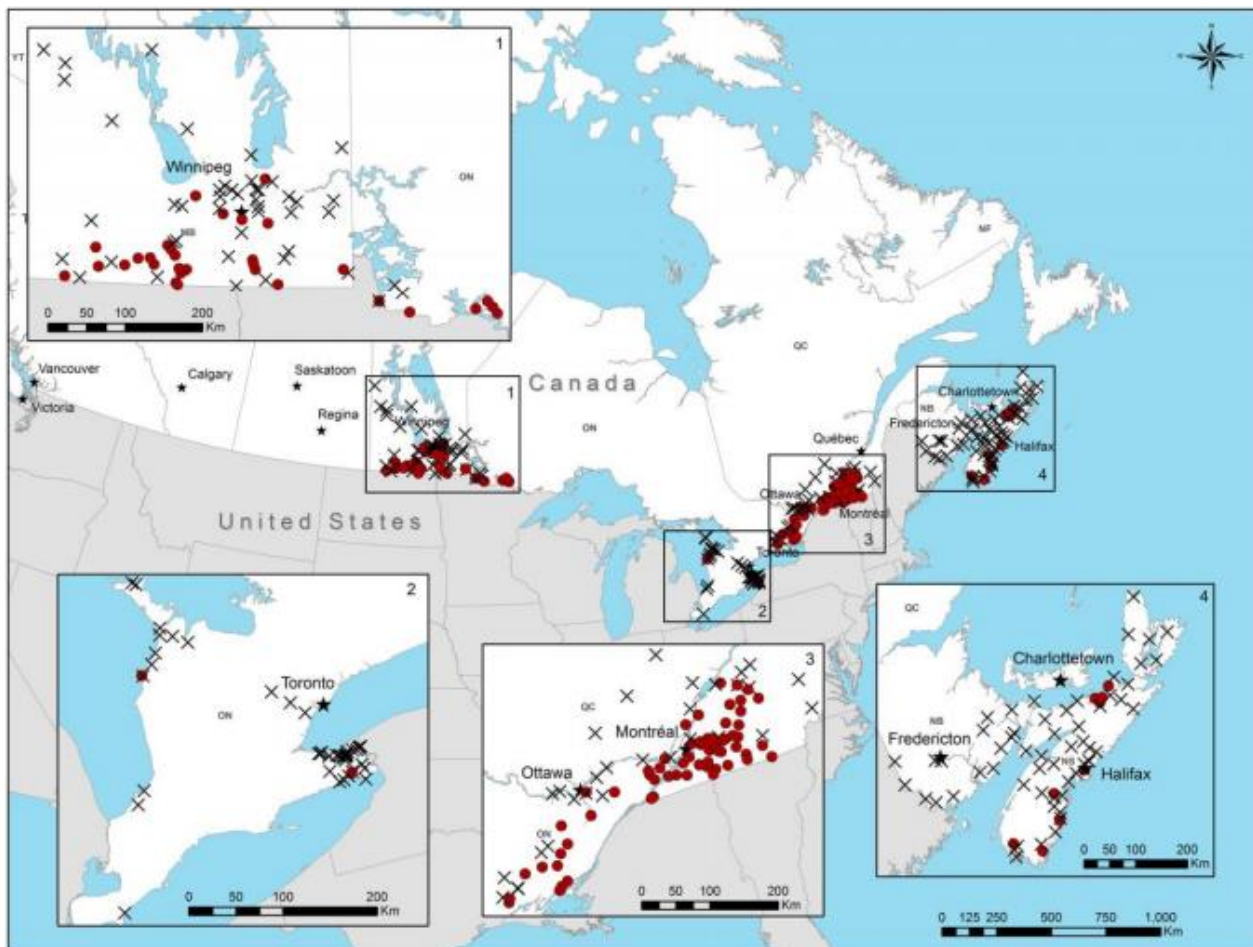 1
YT
Winnipeg
ON
MB
0 50 100 200
Km
NF
QC
Vancouver
Calgary
Saskatoon
Victoria
Regina
1
Winnipeg
Canada
ON
Québec
Charlottetown
NB
Fredericton
Halifax
4
Ottawa
Montréal
3
Toronto
2
United States
2
Toronto
ON
0 50 100 200
Km
3
QC
Montréal
Ottawa
ON
0 50 100 200
Km
4
QC
Charlottetown
NB
Fredericton
NB
Halifax
0 50 100 200
Km
0 125 250 500 750 1,000
Km